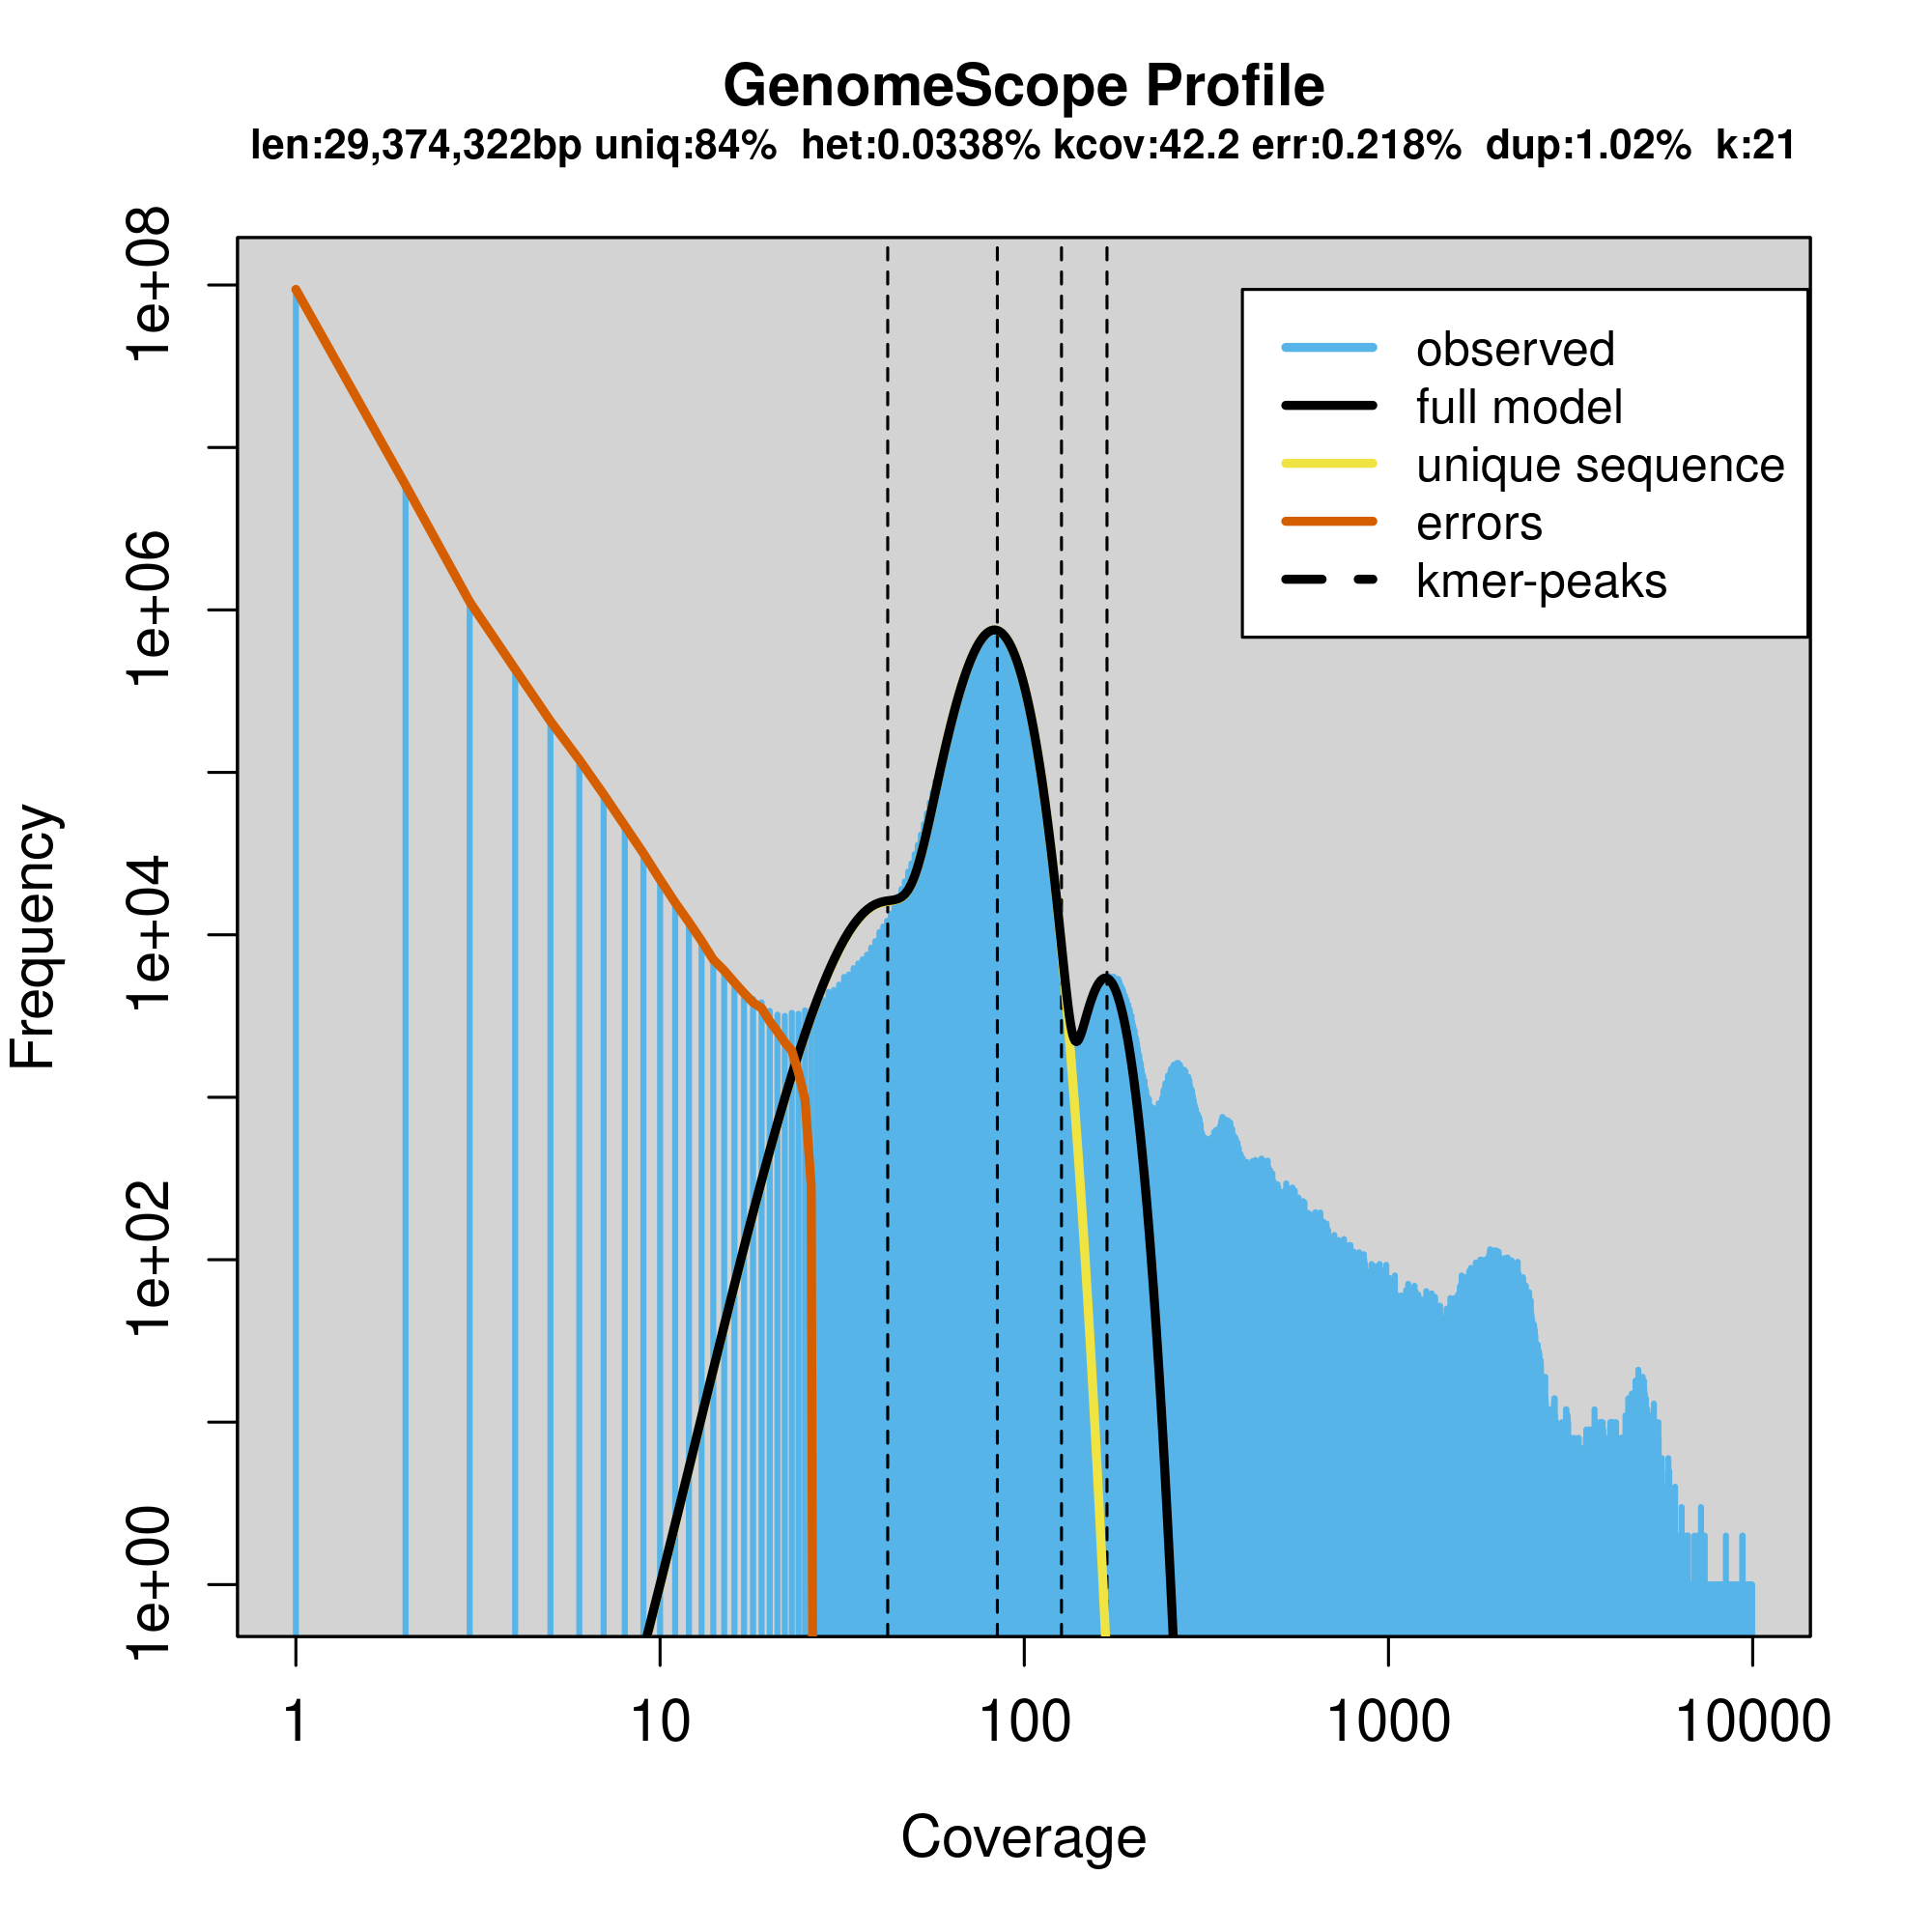 GenomeScope Profile
len:29,374,322bp uniq:84% het:0.0338% kcov:42.2 err:0.218% dup:1.02% k:21
observed
full model
unique sequence
errors
kmer-peaks
Frequency
1e+08
1e+06
1e+04
1e+02
1e+00
1 10 100 1000 10000
Coverage